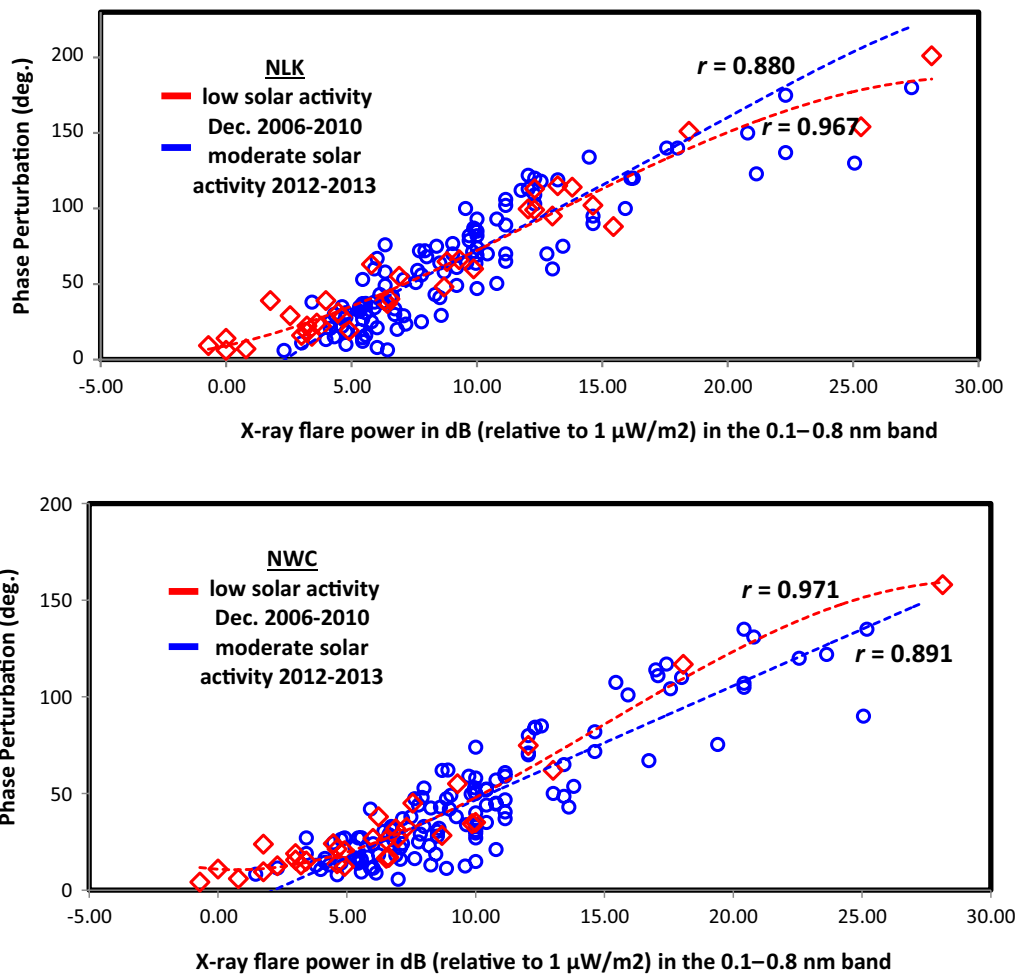 200
150
100
50
0
Phase Perturbation (deg.)
NLK
low solar activity
Dec. 2006-2010
moderate solar
activity 2012-2013
r = 0.880
r = 0.967
-5.00 0.00 5.00 10.00 15.00 20.00 25.00 30.00
X-ray flare power in dB (relative to 1 µW/m2) in the 0.1–0.8 nm band
200
150
100
50
0
Phase Perturbation (deg.)
NWC
low solar activity
Dec. 2006-2010
moderate solar
activity 2012-2013
r = 0.971
r = 0.891
-5.00 0.00 5.00 10.00 15.00 20.00 25.00 30.00
X-ray flare power in dB (relative to 1 µW/m2) in the 0.1–0.8 nm band